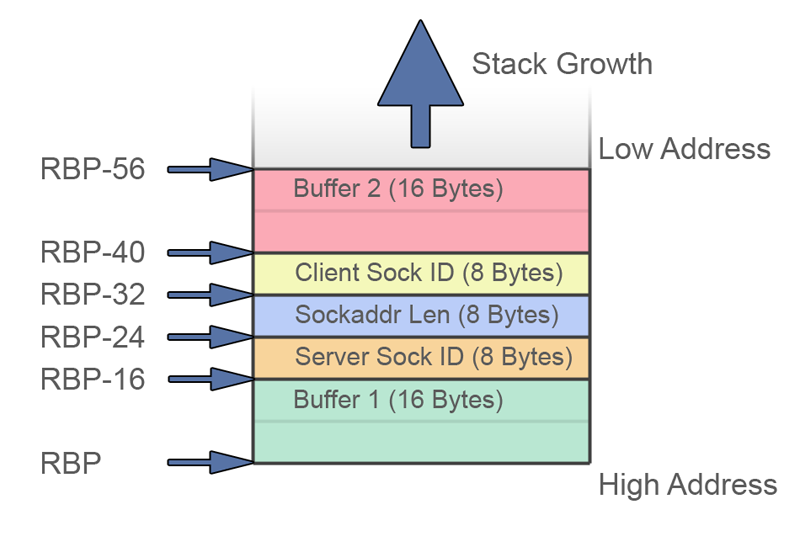 Stack Growth
Low Address
RBP-56
Buffer 2 (16 Bytes)
RBP-40
Client Sock ID (8 Bytes)
RBP-32
Sockaddr Len (8 Bytes)
RBP-24
Server Sock ID (8 Bytes)
RBP-16
Buffer 1 (16 Bytes)
RBP
High Address